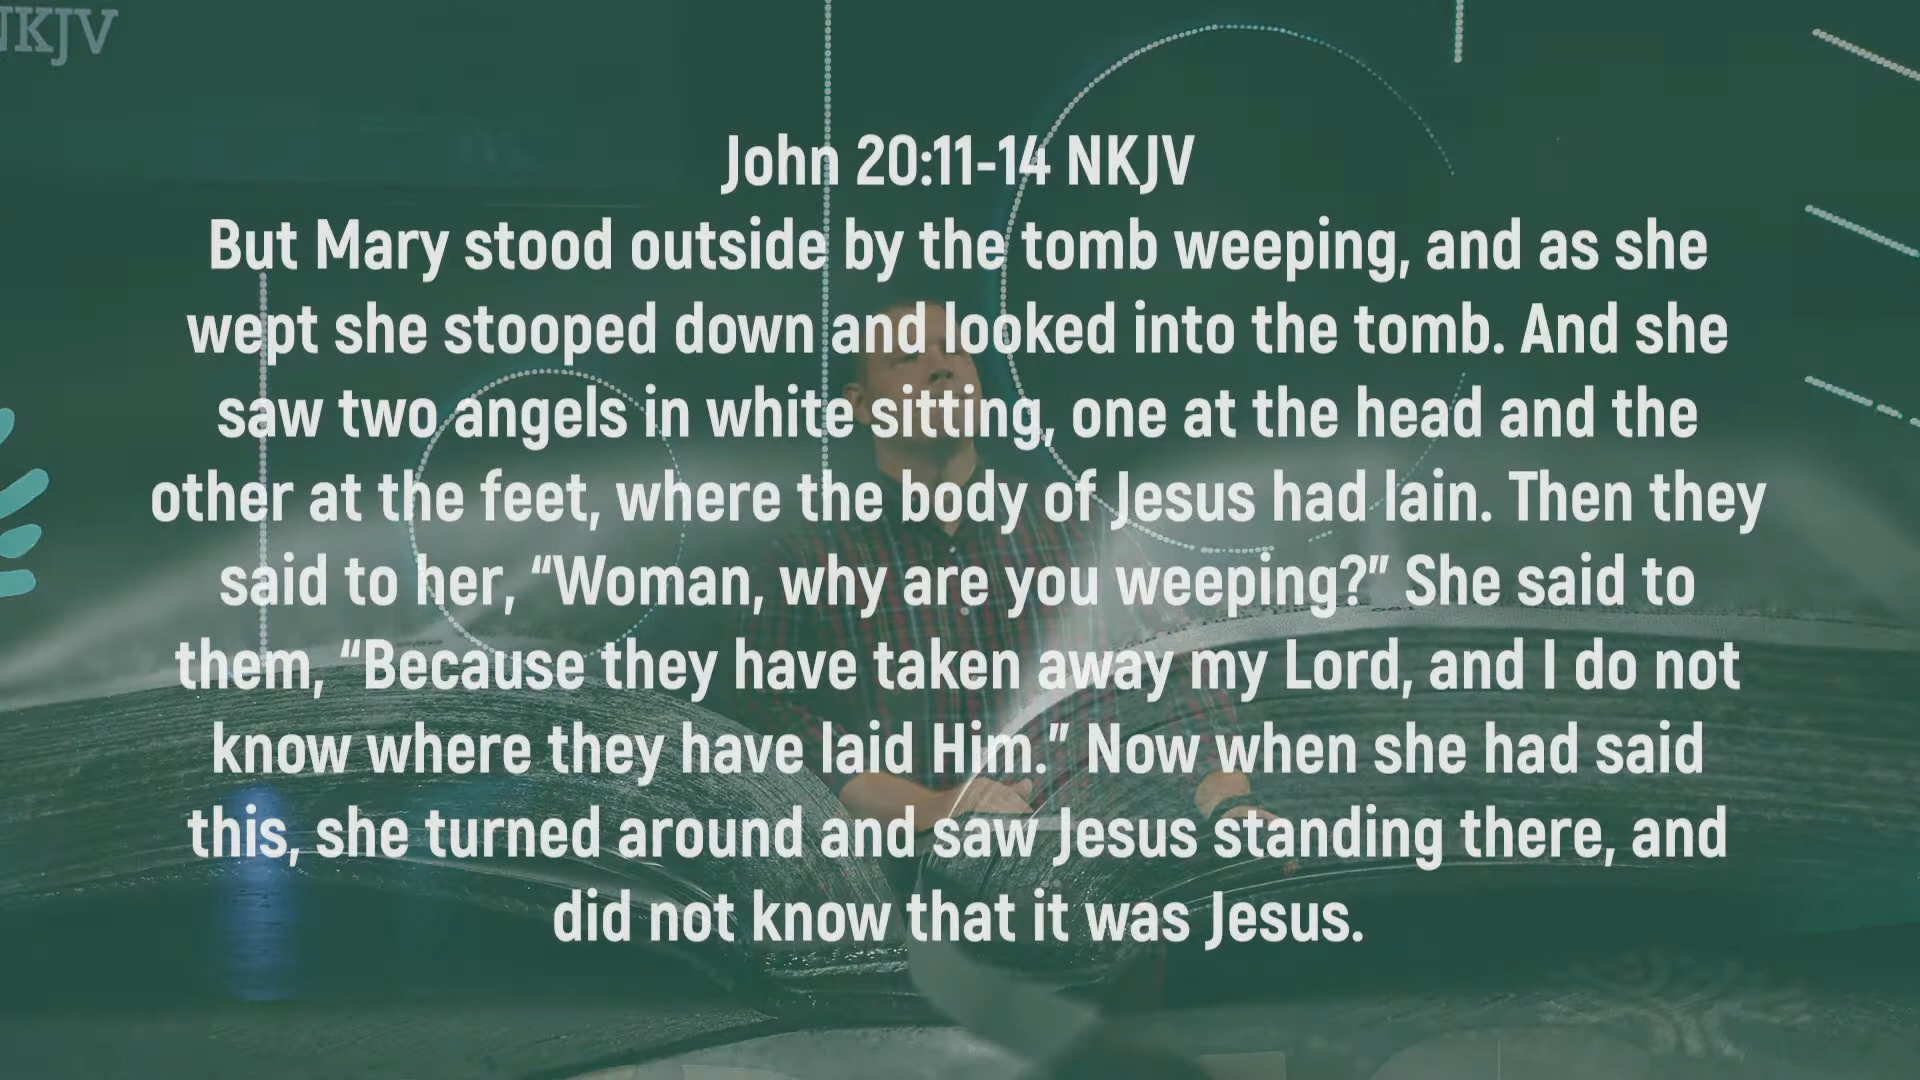 NKJV
John 20:11-14 NKJV
But Mary stood outside by the tomb weeping, and as she
wept she stooped down and looked into the tomb. And she
saw two angels in white sitting, one at the head and the
other at the feet, where the body of Jesus had lain. Then they
said to her, “Woman, why are you weeping?” She said to
them, “Because they have taken away my Lord, and I do not
know where they have laid Him.” Now when she had said
this, she turned around and saw Jesus standing there, and
did not know that it was Jesus.